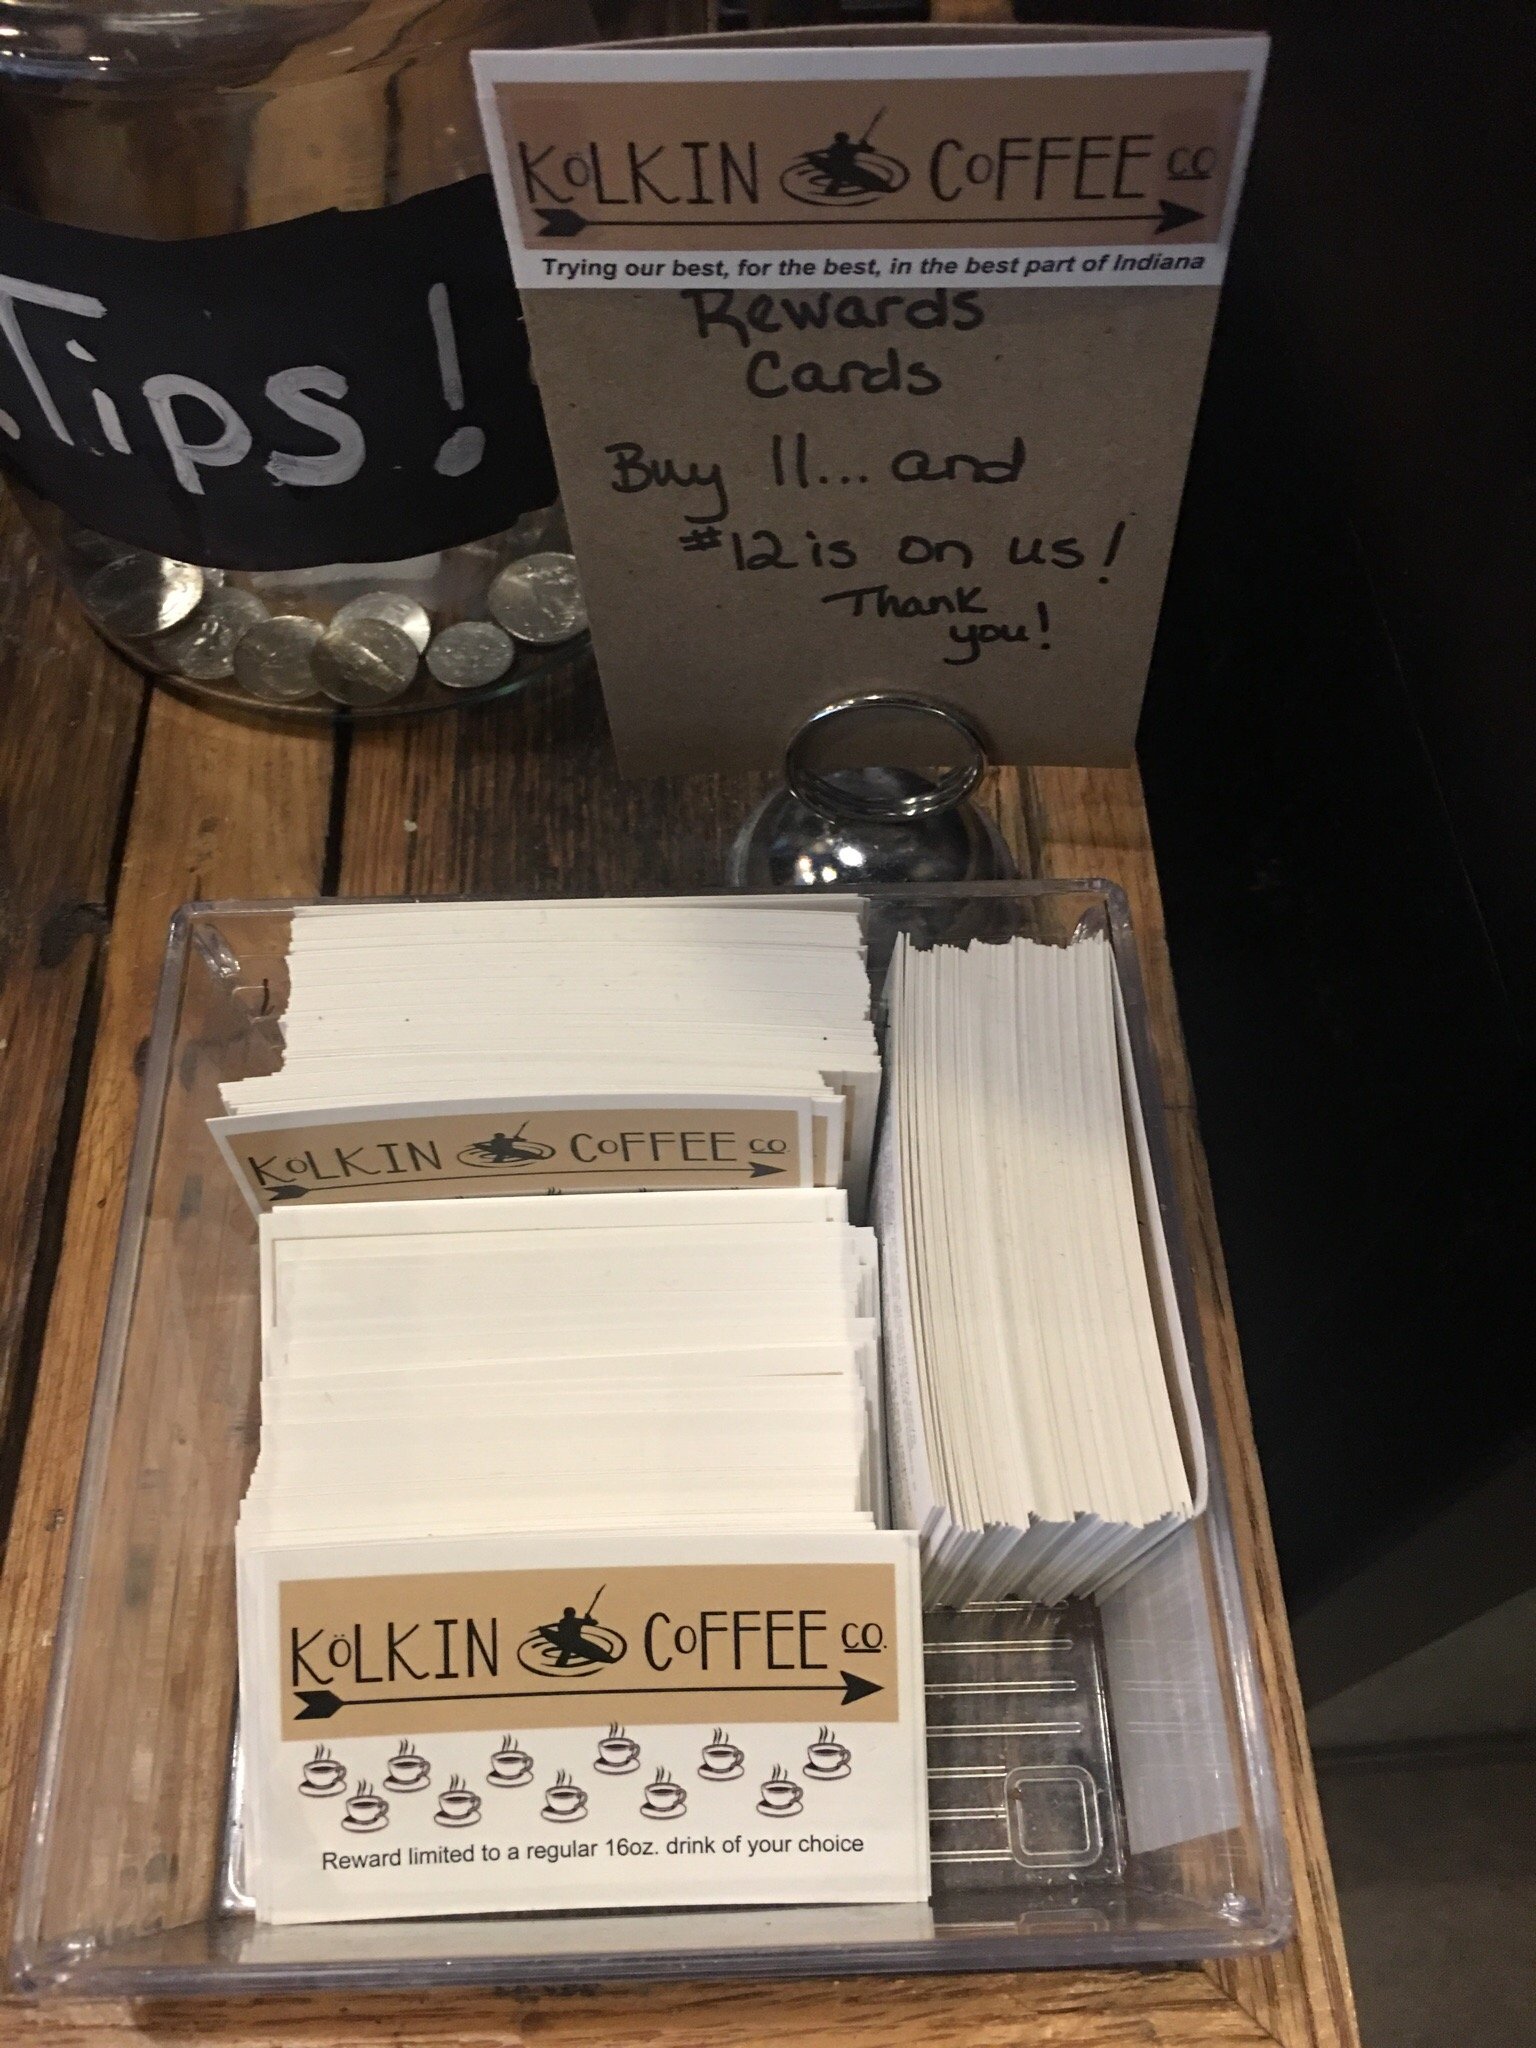 Tips!
KöLKIN COFFEE CO
Trying our best, for the best, in the best part of Indiana
Rewards
Cards
Buy 11... and
#12 is on us!
Thank
you!
KöLKIN COFFEE CO.
KöLKIN COFFEE CO.
Reward limited to a regular 16oz. drink of your choice